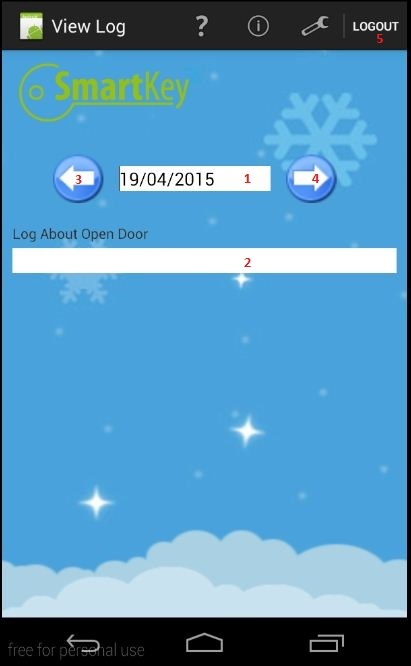 View Log ? i LOGOUT
5
SmartKey
3 19/04/2015 1 4
Log About Open Door
2
free for personal use